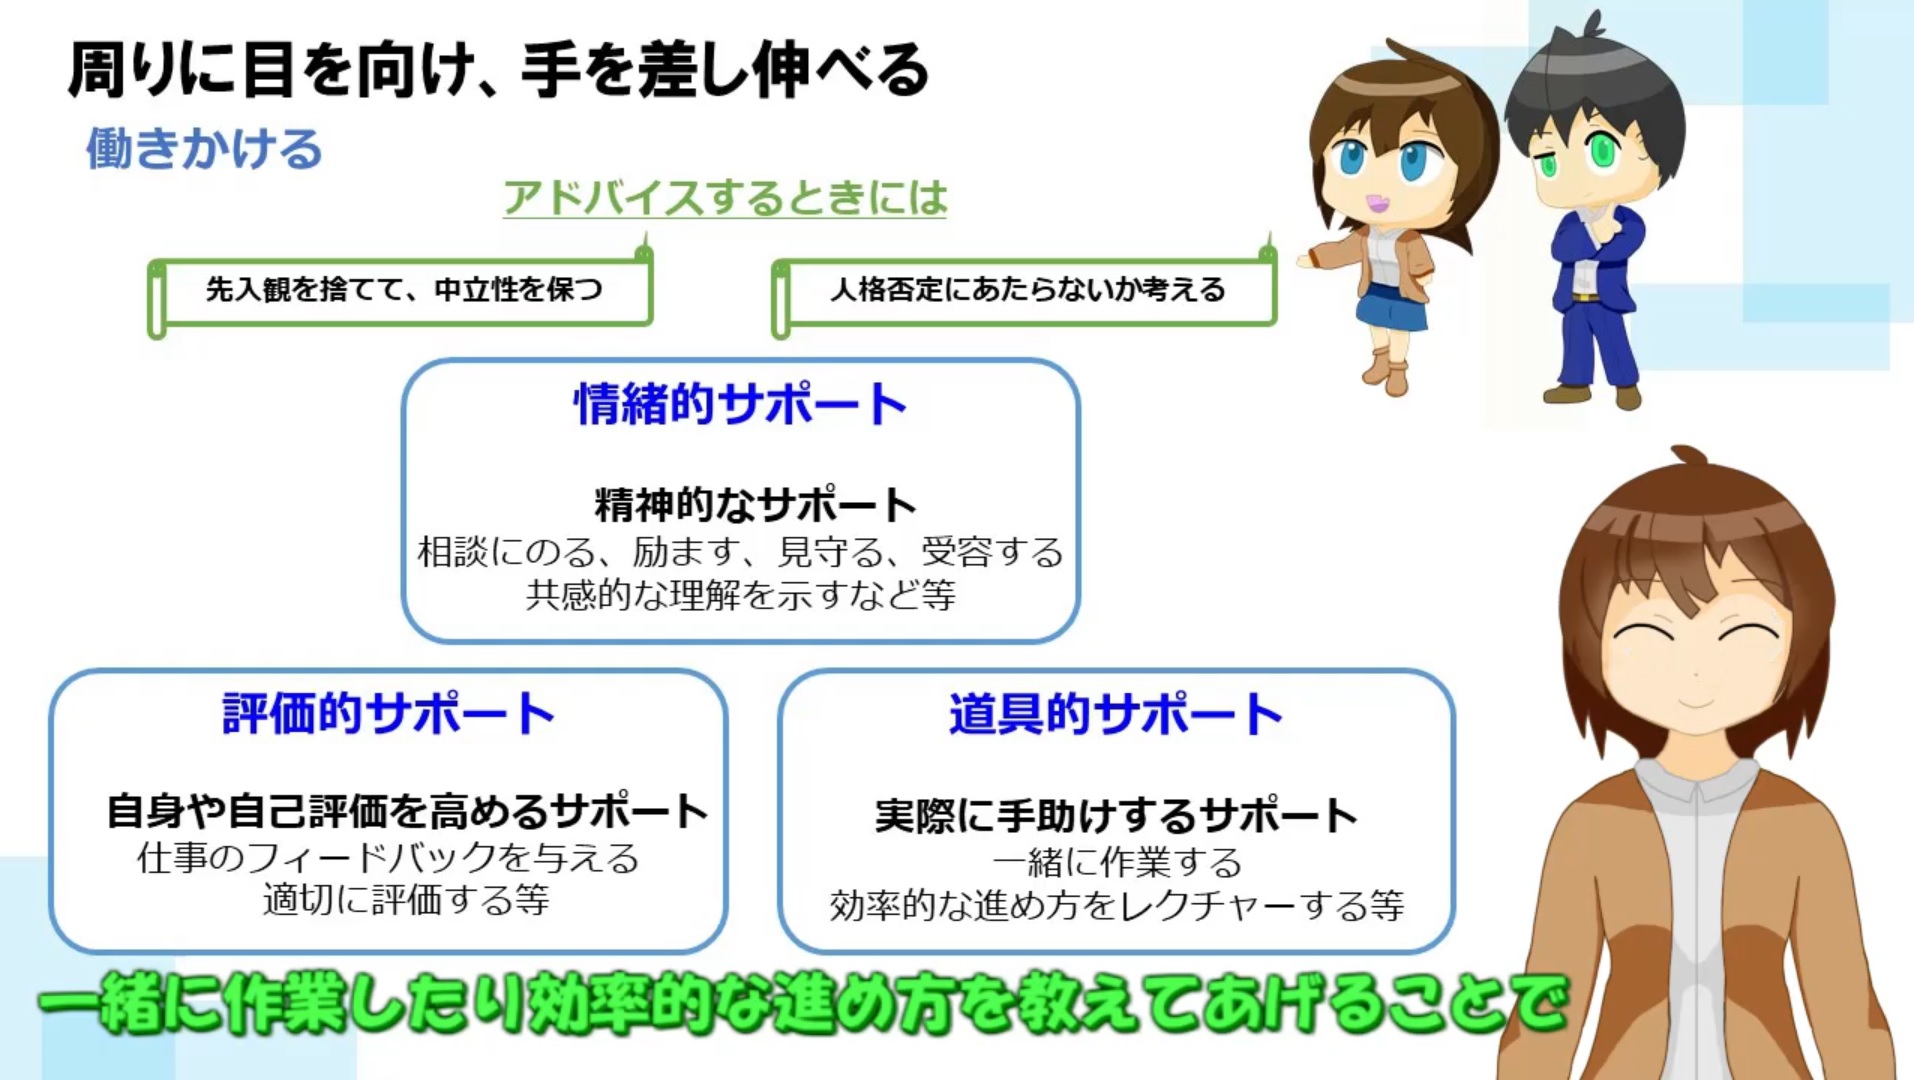 周りに目を向け、手を差し伸べる
働きかける
アドバイスするときには
先入観を捨てて、中立性を保つ
人格否定にあたらないか考える
情緒的サポート
精神的なサポート
相談にのる、励ます、見守る、受容する
共感的な理解を示すなど等
評価的サポート
自身や自己評価を高めるサポート
仕事のフィードバックを与える
適切に評価する等
道具的サポート
実際に手助けするサポート
一緒に作業する
効率的な進め方をレクチャーする等
一緒に作業したり効率的な進め方を教えてあげることで